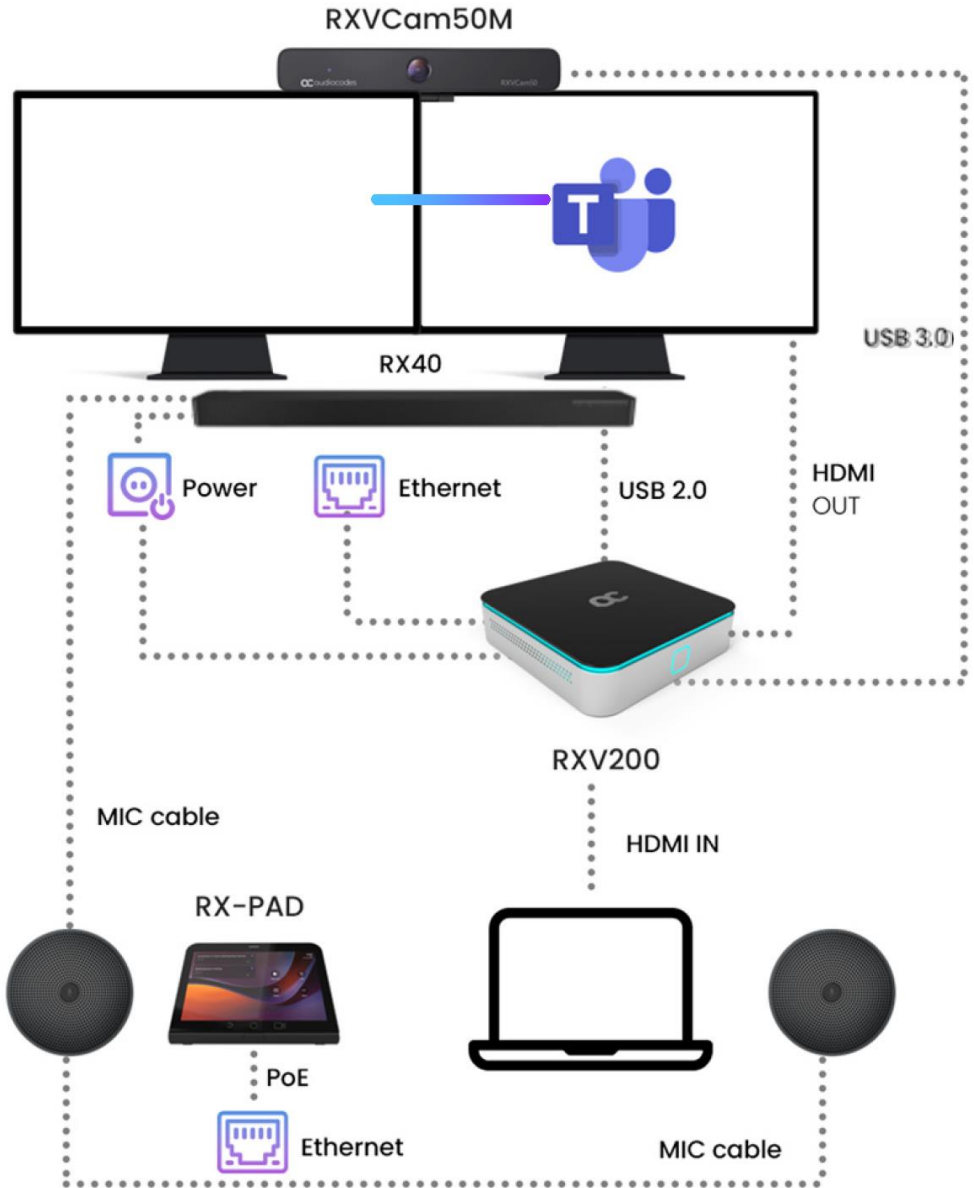 RXVCam50M
audiocodes
RXVCam50
T
USB 3.0
RX40
Power
Ethernet
USB 2.0
HDMI
OUT
RXV200
MIC cable
HDMI IN
RX-PAD
PoE
Ethernet
MIC cable